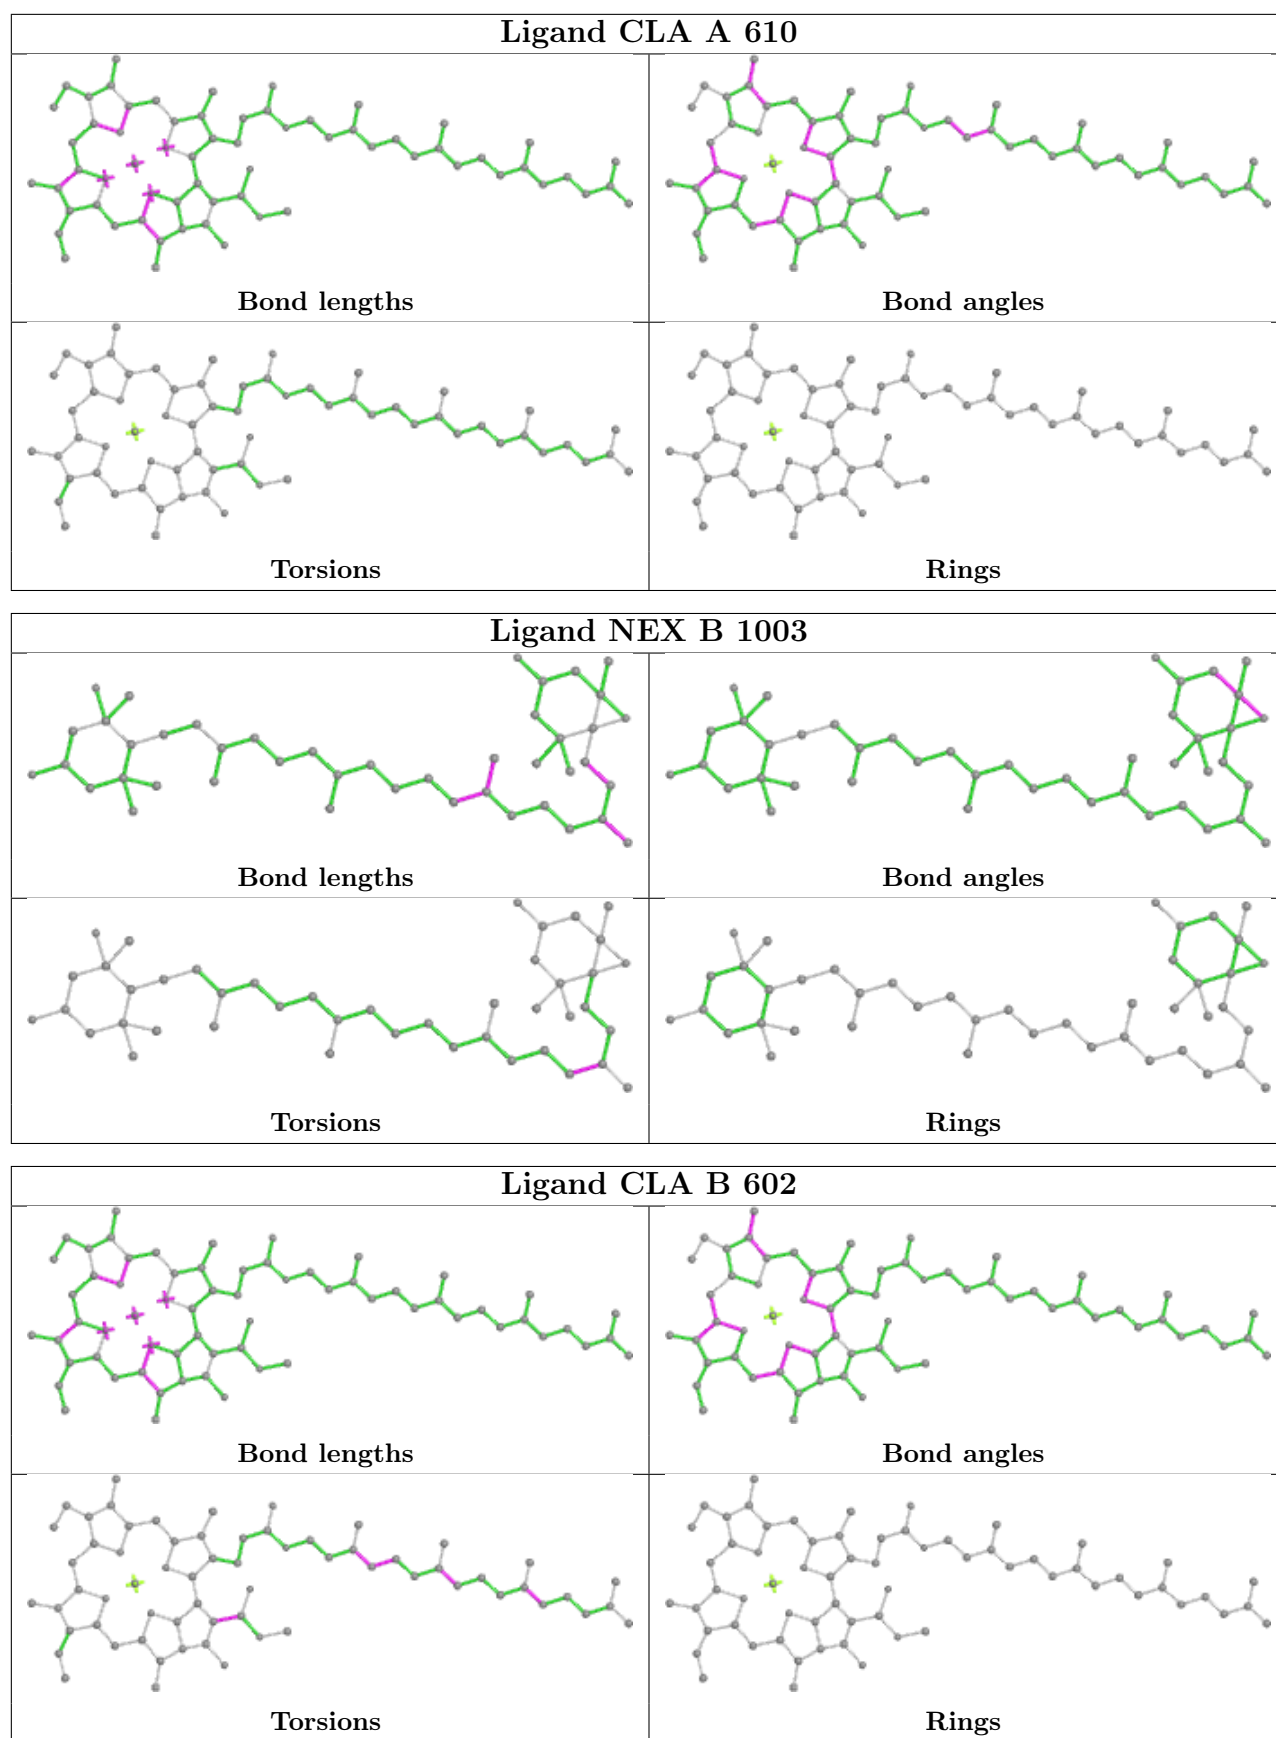 Ligand CLA A 610
Bond lengths
Bond angles
Torsions
Rings
Ligand NEX B 1003
Bond lengths
Bond angles
Torsions
Rings
Ligand CLA B 602
Bond lengths
Bond angles
Torsions
Rings